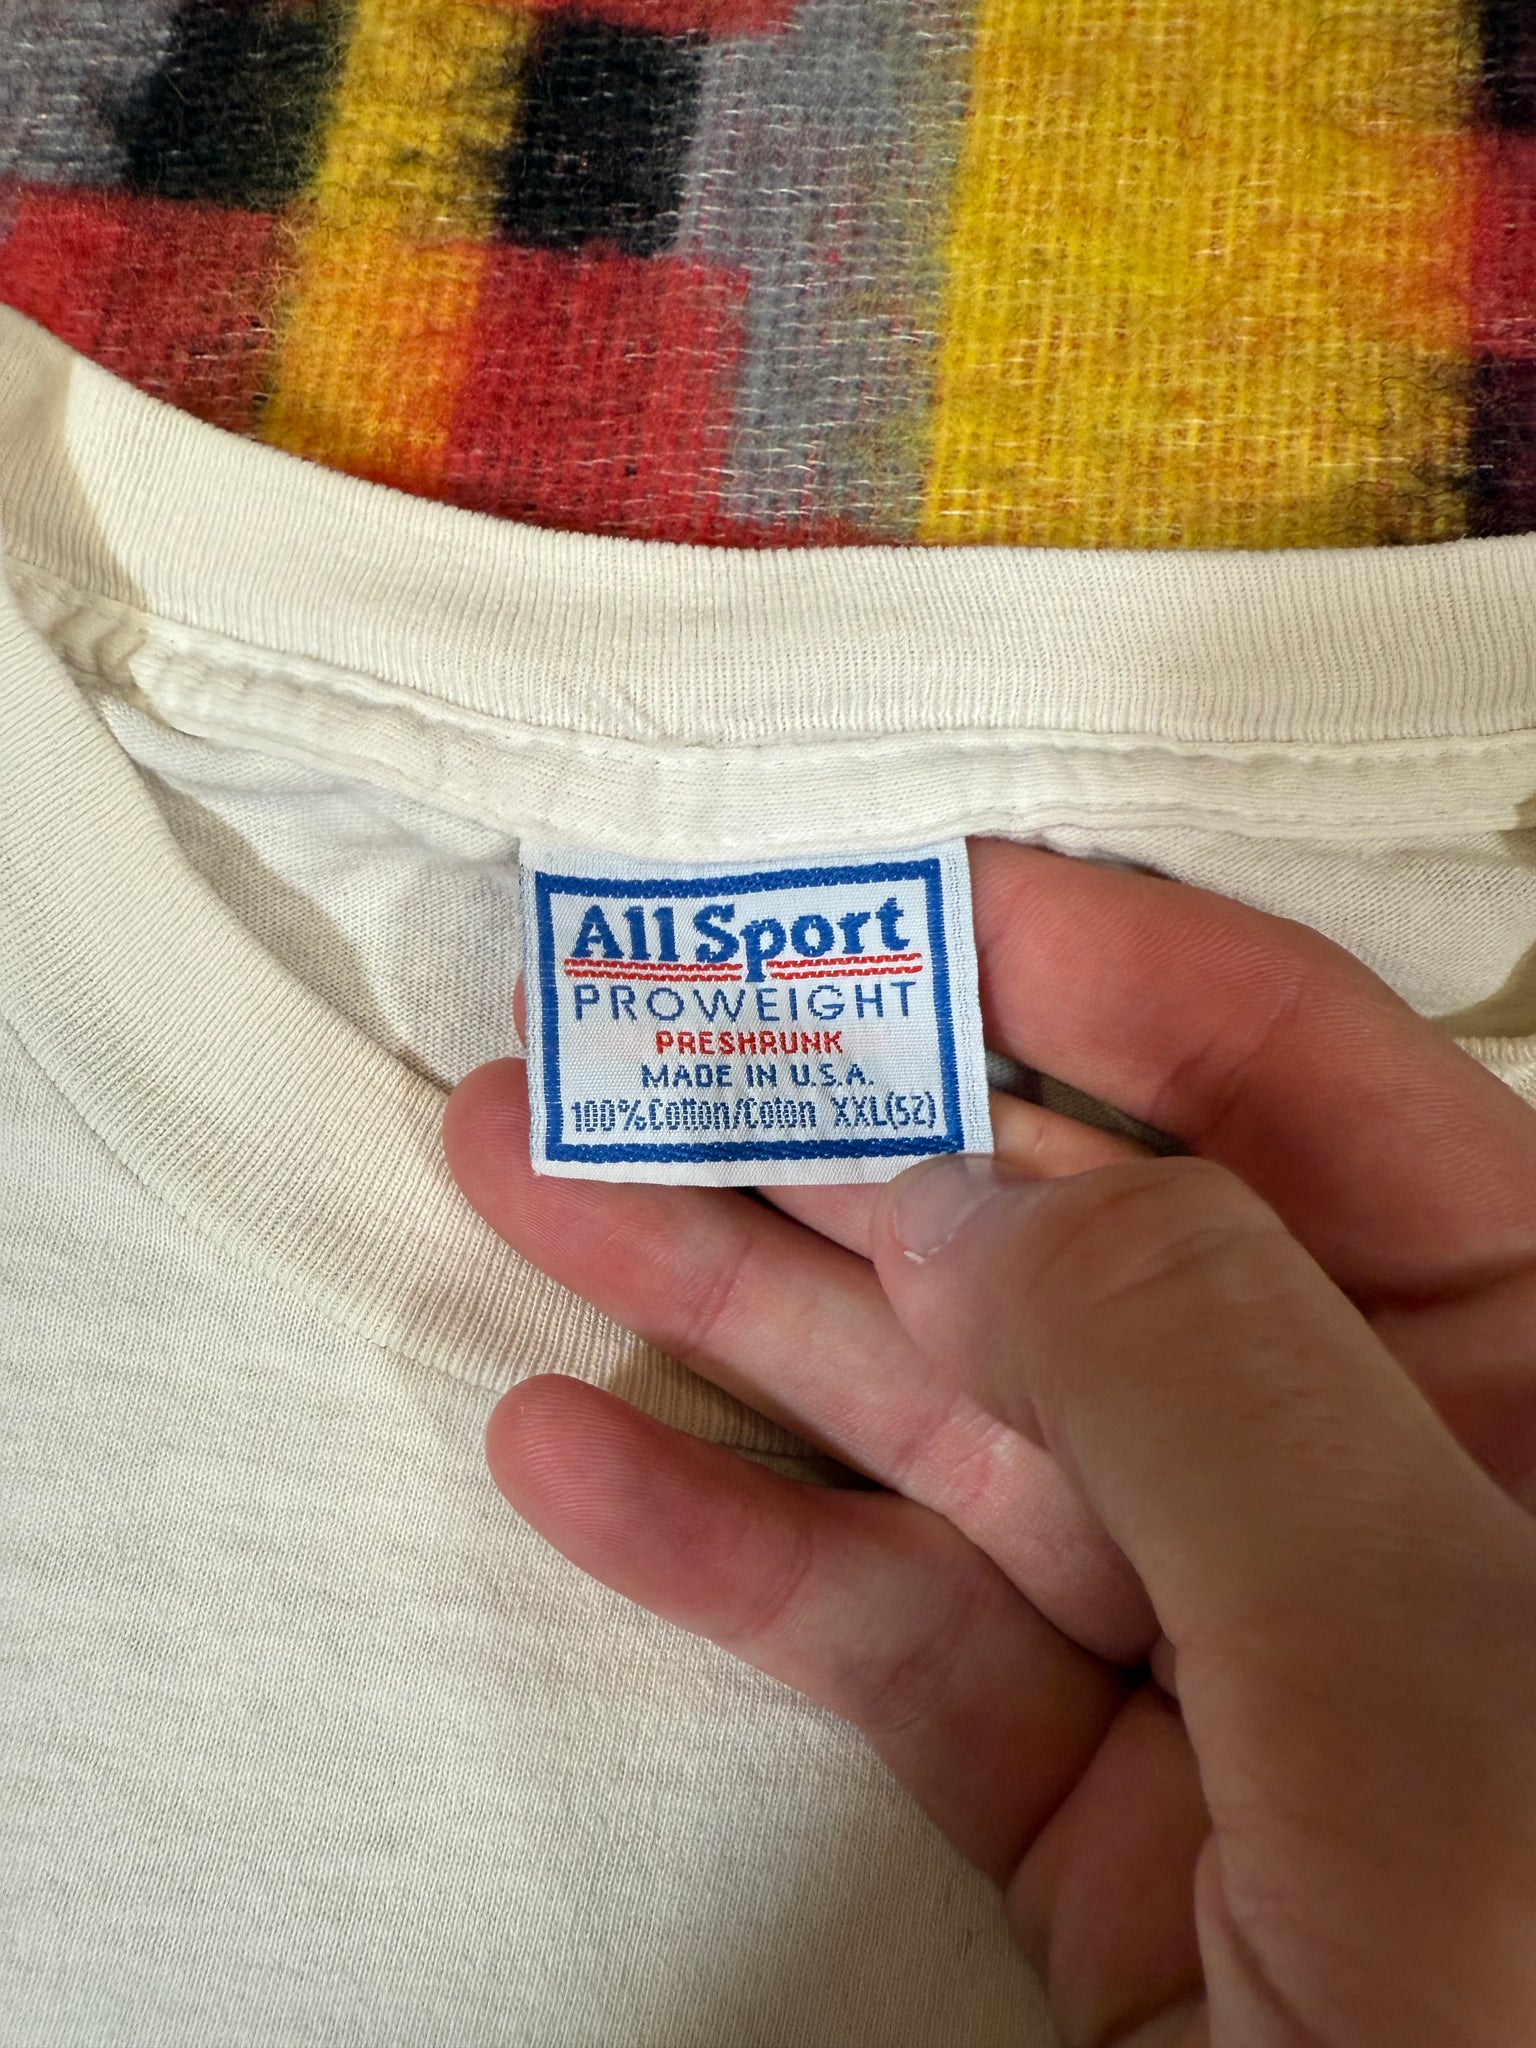 All Sport
PROWEIGHT
PRESHRUNK
MADE IN U.S.A.
100% Cotton/Coton XXL(52)